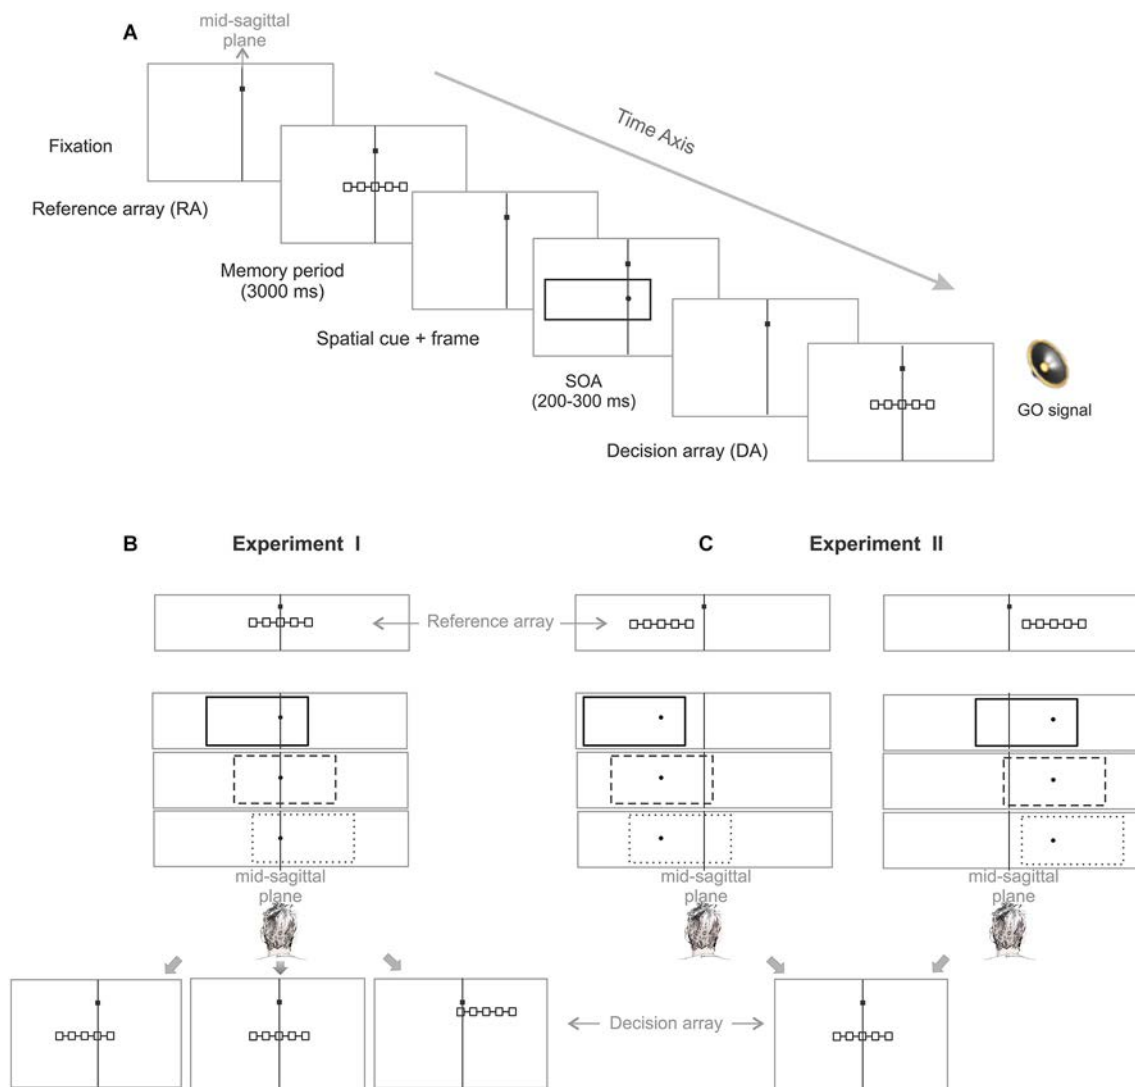 A
mid-sagittal
plane
Fixation
Time Axis
Reference array (RA)
Memory period
(3000 ms)
Spatial cue + frame
SOA
(200-300 ms)
GO signal
Decision array (DA)
B
Experiment I
C
Experiment II
Reference array
mid-sagittal
plane
mid-sagittal
plane
mid-sagittal
plane
Decision array